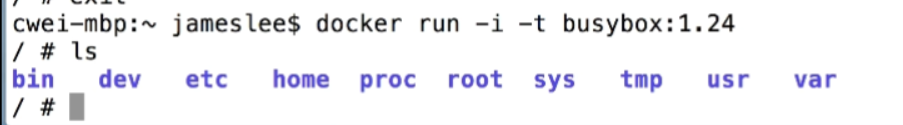 cwei-mbp:~ jameslee$ docker run -i -t busybox:1.24
/ # ls
bin dev etc home proc root sys tmp usr var
/ #